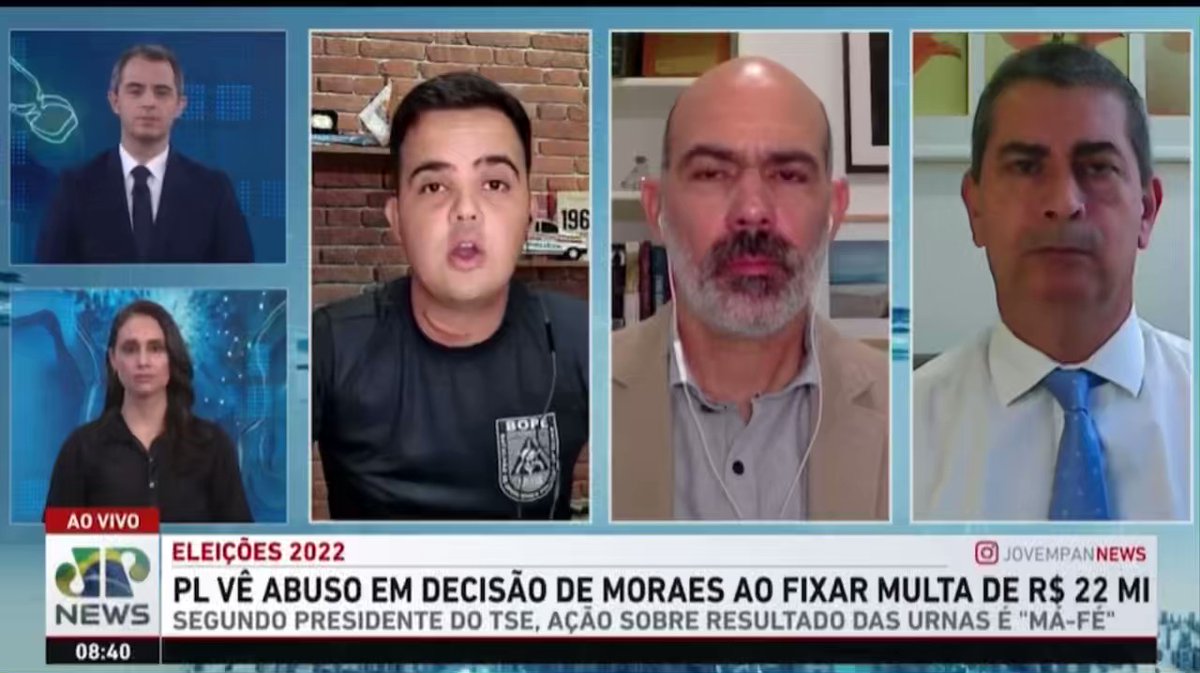 196
BOPE
AO VIVO
JP
NEWS
08:40
ELEIÇÕES 2022
JOVEMPANNEWS
PL VÊ ABUSO EM DECISÃO DE MORAES AO FIXAR MULTA DE R$ 22 MI
SEGUNDO PRESIDENTE DO TSE, AÇÃO SOBRE RESULTADO DAS URNAS É "MÁ-FÉ"